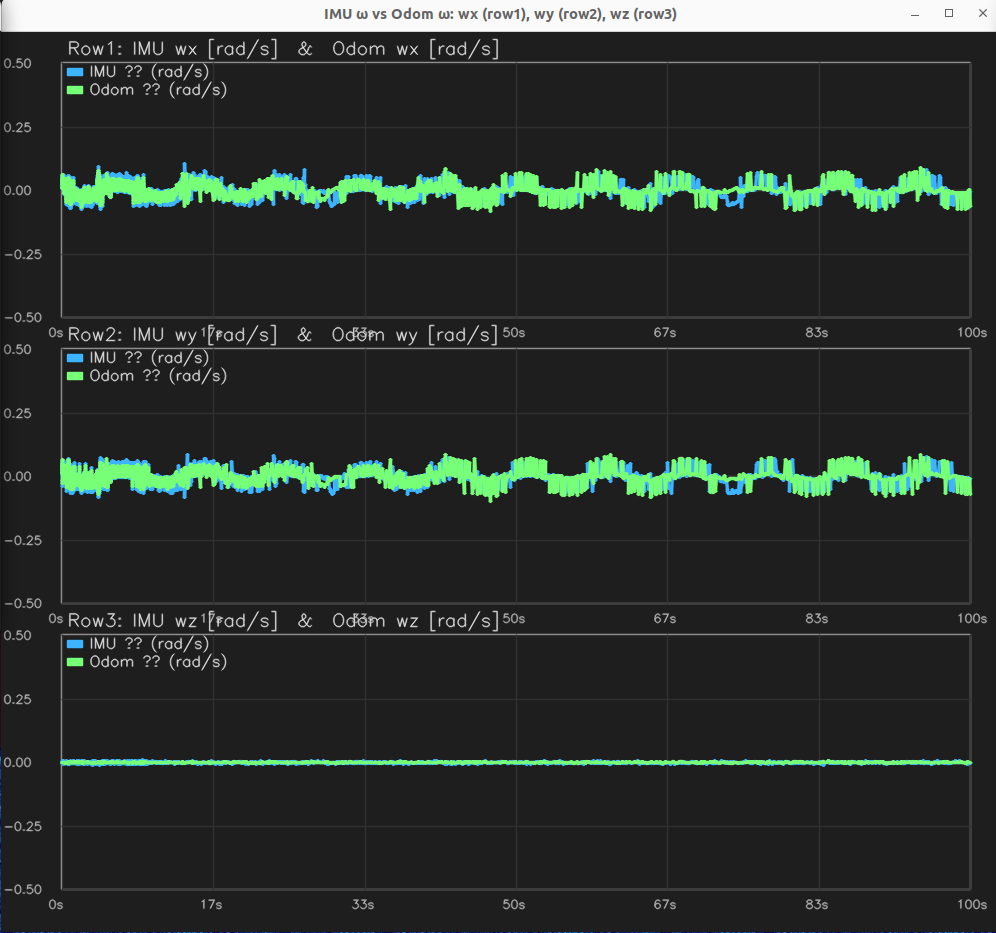 IMU ω vs Odom ω: wx (row1), wy (row2), wz (row3)
Row1: IMU wx [rad/s] & Odom wx [rad/s]
0.50
IMU ?? (rad/s)
Odom ?? (rad/s)
0.25
0.00
−0.25
−0.50
0s 17s 33s 50s 67s 83s 100s
Row2: IMU wy [rad/s] & Odom wy [rad/s]
0.50
IMU ?? (rad/s)
Odom ?? (rad/s)
0.25
0.00
−0.25
−0.50
0s 17s 33s 50s 67s 83s 100s
Row3: IMU wz [rad/s] & Odom wz [rad/s]
0.50
IMU ?? (rad/s)
Odom ?? (rad/s)
0.25
0.00
−0.25
−0.50
0s 17s 33s 50s 67s 83s 100s